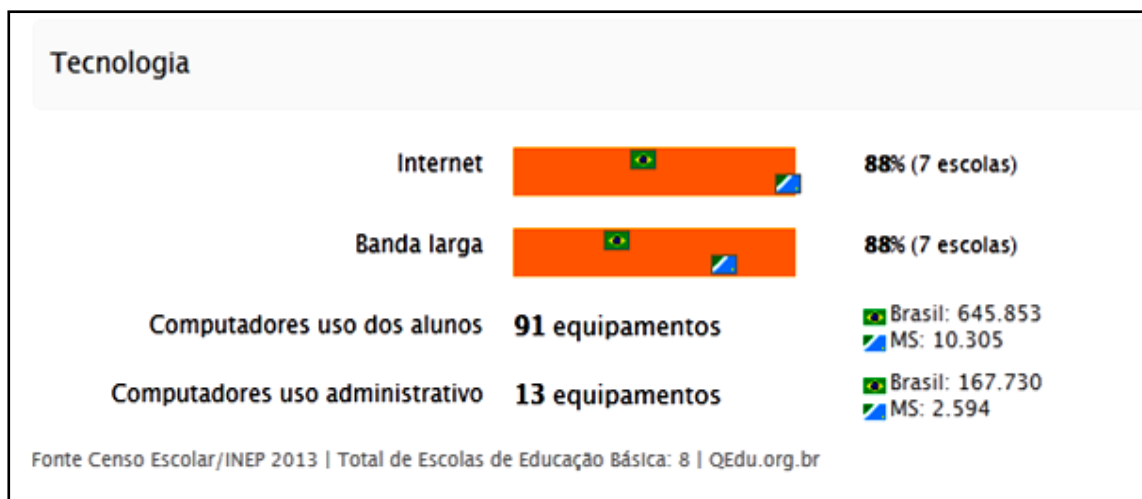 Tecnologia
Internet 88% (7 escolas)
Banda larga 88% (7 escolas)
Computadores uso dos alunos 91 equipamentos Brasil: 645.853
MS: 10.305
Computadores uso administrativo 13 equipamentos Brasil: 167.730
MS: 2.594
Fonte Censo Escolar/INEP 2013 | Total de Escolas de Educação Básica: 8 | QEdu.org.br